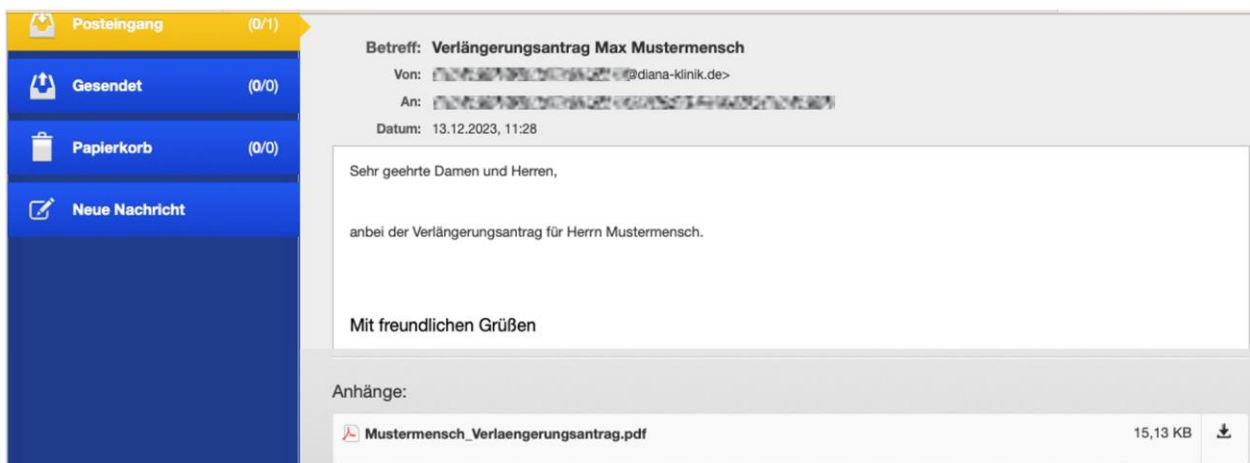 Posteingang (0/1)
Gesendet (0/0)
Papierkorb (0/0)
Neue Nachricht
Betreff: Verlängerungsantrag Max Mustermensch
Von: @diana-klinik.de>
An:
Datum: 13.12.2023, 11:28
Sehr geehrte Damen und Herren,
anbei der Verlängerungsantrag für Herrn Mustermensch.
Mit freundlichen Grüßen
Anhänge:
Mustermensch_Verlaengerungsantrag.pdf 15,13 KB